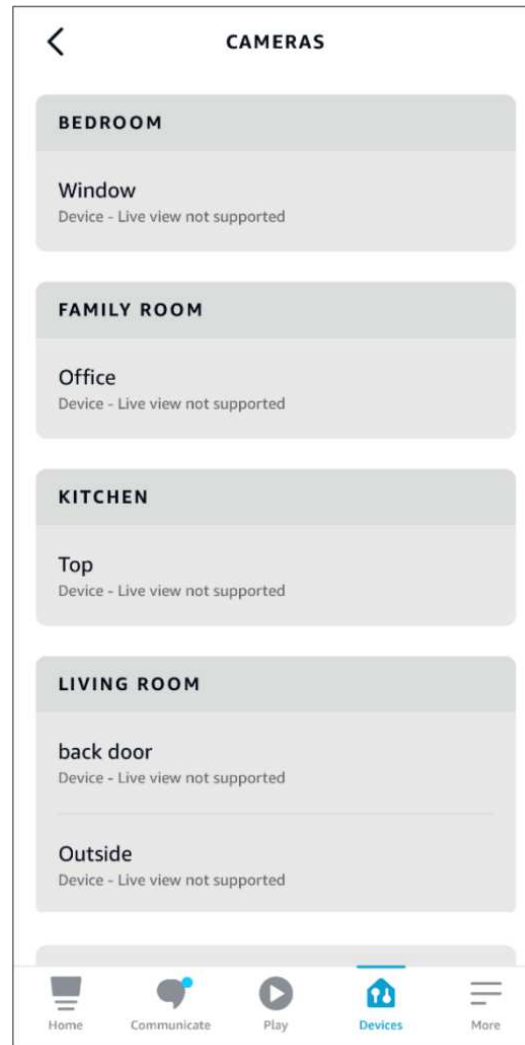 CAMERAS
BEDROOM
Window
Device - Live view not supported
FAMILY ROOM
Office
Device - Live view not supported
KITCHEN
Top
Device - Live view not supported
LIVING ROOM
back door
Device - Live view not supported
Outside
Device - Live view not supported
Home Communicate Play Devices More